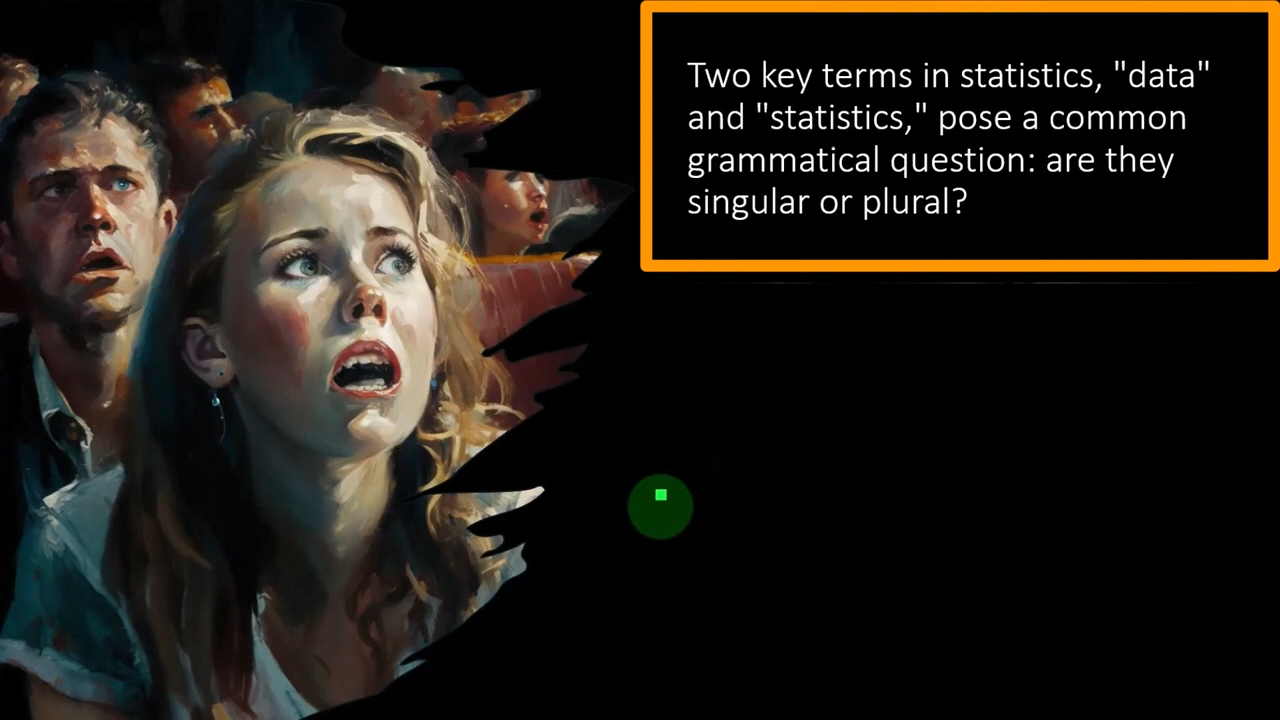 Two key terms in statistics, "data"
and "statistics," pose a common
grammatical question: are they
singular or plural?